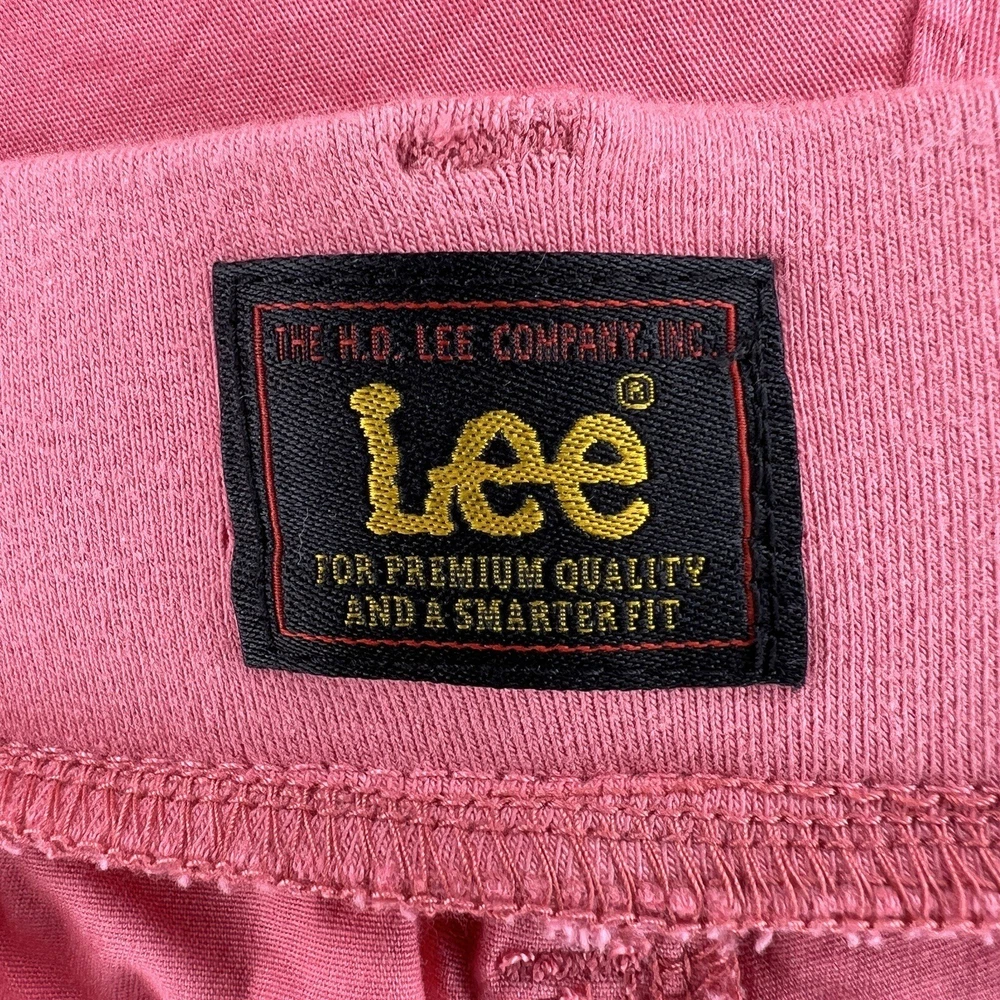 THE H.D. LEE COMPANY, INC.
Lee®
FOR PREMIUM QUALITY
AND A SMARTER FIT